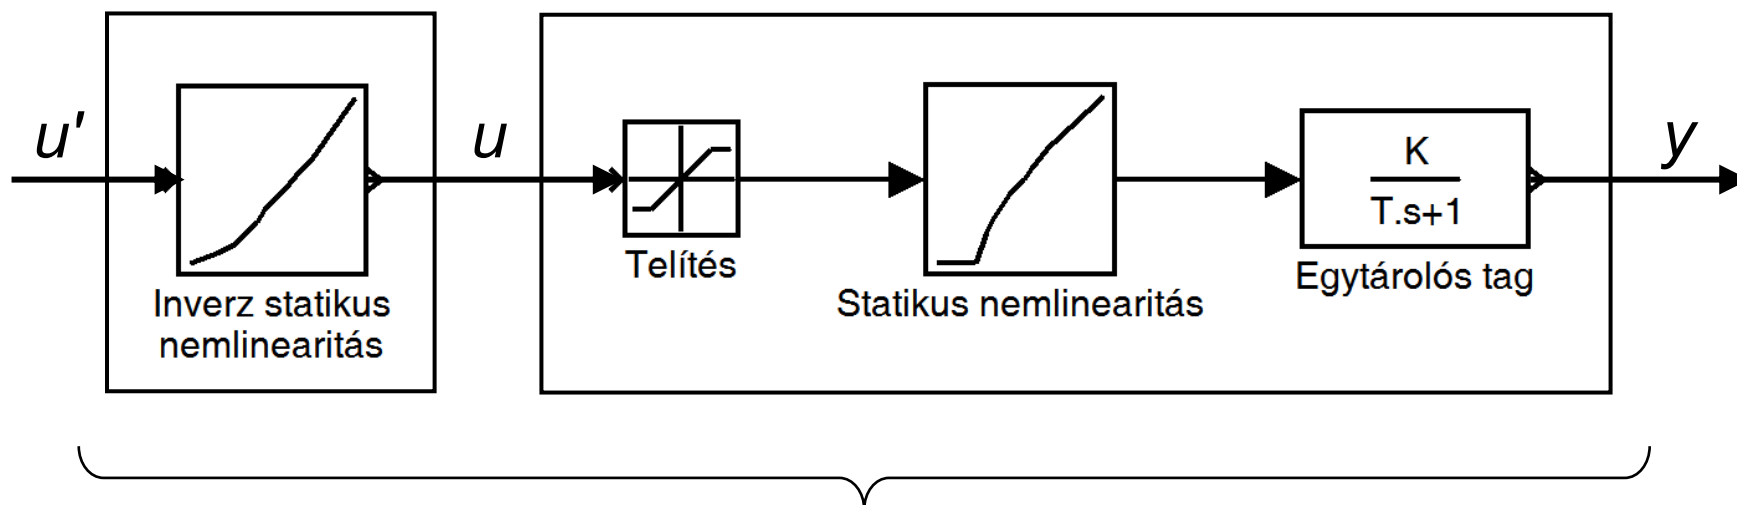 u'
u
y
K
T.s+1
Telítés
Egytárolós tag
Inverz statikus
nemlinearitás
Statikus nemlinearitás